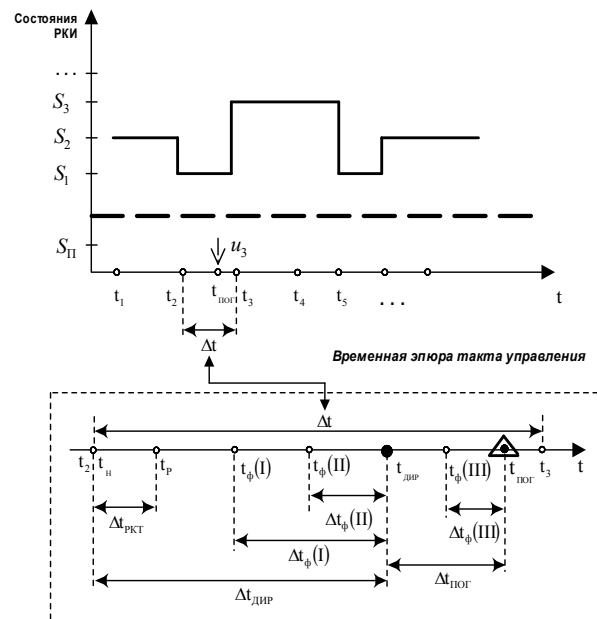 Состояния
РКИ
...
S3
S2
S1
SП
u3
t1 t2 tПОГ t3 t4 t5 ... t
Δt
Временная эпюра такта управления
Δt
t2 tН tР tф(I) tф(II) tДИР tф(III) tПОГ t3 t
ΔtРКТ Δtф(II) Δtф(III)
Δtф(I)
ΔtДИР ΔtПОГ